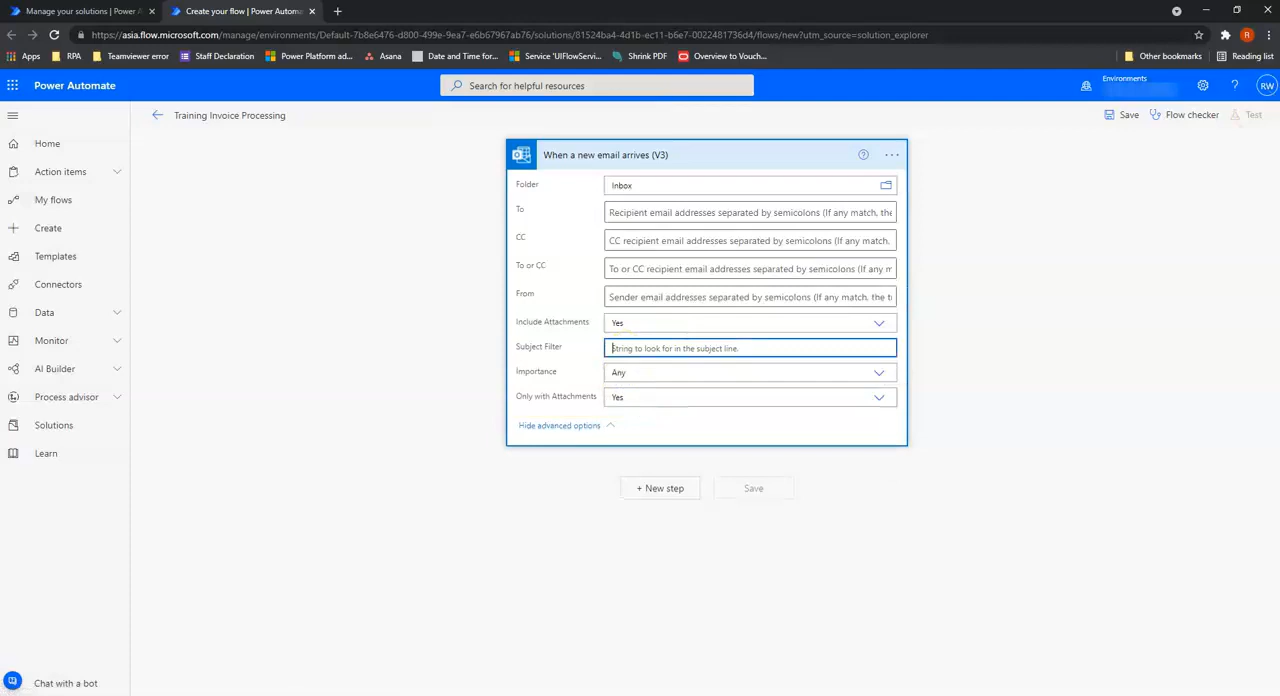 Manage your solutions | Power A
Create your flow | Power Automa
https://asia.flow.microsoft.com/manage/environments/Default-7b8e6476-d800-499e-9ea7-e6b67967ab76/solutions/81524ba4-4d1b-ec11-b6e7-0022481736d4/flows/new?utm_source=solution_explorer
R
Apps
RPA
Teamviewer error
Staff Declaration
Power Platform ad...
Asana
Date and Time for...
Service 'UIFlowServi...
Shrink PDF
Overview to Vouch...
Other bookmarks
Reading list
Power Automate
Search for helpful resources
Environments
?
RW
Training Invoice Processing
Save
Flow checker
Test
Home
Action items
My flows
Create
Templates
Connectors
Data
Monitor
AI Builder
Process advisor
Solutions
Learn
Chat with a bot
When a new email arrives (V3)
?
...
Folder
Inbox
To
Recipient email addresses separated by semicolons (If any match, the
CC
CC recipient email addresses separated by semicolons (If any match,
To or CC
To or CC recipient email addresses separated by semicolons (If any m
From
Sender email addresses separated by semicolons (If any match, the t
Include Attachments
Yes
Subject Filter
String to look for in the subject line.
Importance
Any
Only with Attachments
Yes
Hide advanced options
+ New step
Save